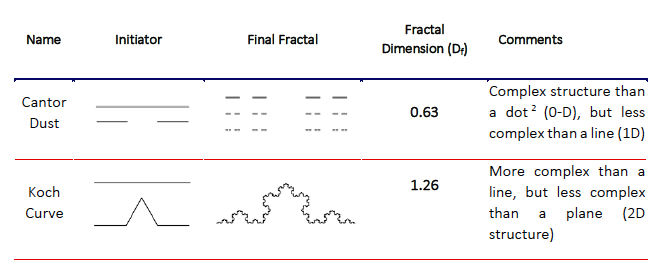 Name Initiator Final Fractal Fractal Dimension (Df) Comments
Cantor Dust 0.63
Complex structure than
a dot ² (0-D), but less
complex than a line (1D)
Koch Curve 1.26
More complex than a
line, but less complex
than a plane (2D
structure)